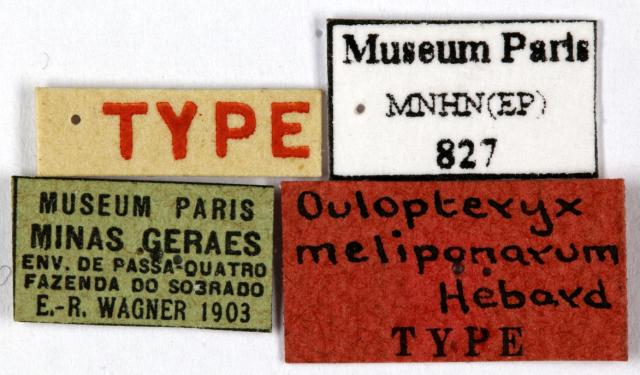 TYPE
Museum Paris
MNHN(EP)
827
MUSEUM PARIS
MINAS GERAES
ENV. DE PASSA-QUATRO
FAZENDA DO SO3RADO
E.-R. WAGNER 1903
Oulopteryx
meliponarum
Hebard
TYPE